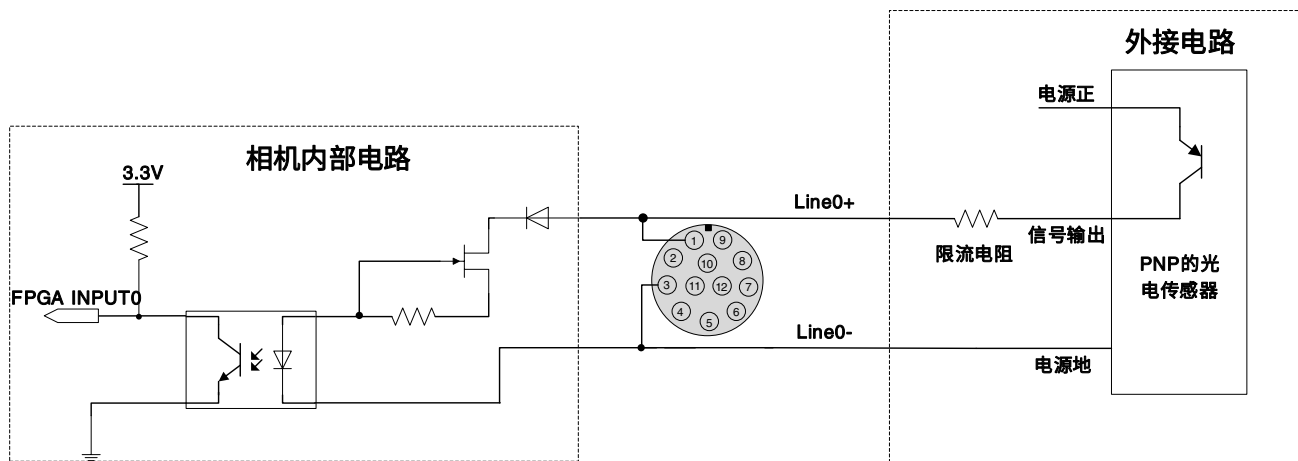 外接电路
电源正
相机内部电路
3.3V
Line0+
限流电阻
信号输出
PNP的光
电传感器
FPGA INPUT0
1
9
2
10
8
3
11
12
7
4
5
6
Line0-
电源地